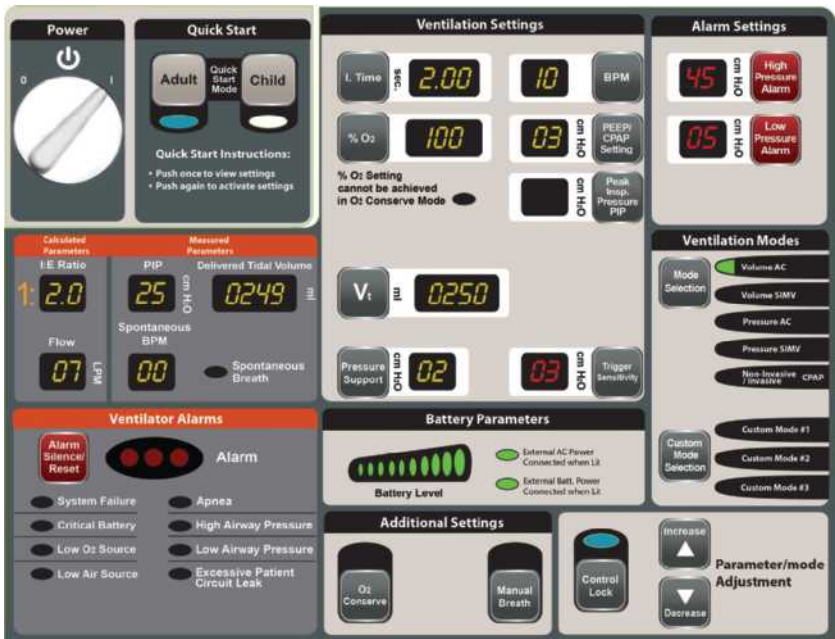 Power
0
I
Quick Start
Adult
Quick
Start
Mode
Child
Quick Start Instructions:
• Push once to view settings
• Push again to activate settings
Ventilation Settings
I. Time
sec.
2.00
10
BPM
% O2
100
03
cm H2O
PEEP/
CPAP
Setting
% O2 Setting
cannot be achieved
in O2 Conserve Mode
cm H2O
Peak
Insp.
Pressure
PIP
Vt
ml
0250
Pressure
Support
cm H2O
02
03
cm H2O
Trigger
Sensitivity
Alarm Settings
45
cm H2O
High
Pressure
Alarm
05
cm H2O
Low
Pressure
Alarm
Calculated
Parameters
Measured
Parameters
I:E Ratio
1:
2.0
PIP
25
cm H2O
Delivered Tidal Volume
0249
ml
Flow
07
LPM
Spontaneous
BPM
00
Spontaneous
Breath
Ventilation Modes
Mode
Selection
Volume AC
Volume SIMV
Pressure AC
Pressure SIMV
Non-Invasive
/ Invasive CPAP
Custom
Mode
Selection
Custom Mode #1
Custom Mode #2
Custom Mode #3
Ventilator Alarms
Alarm
Silence/
Reset
Alarm
System Failure
Apnea
Critical Battery
High Airway Pressure
Low O2 Source
Low Airway Pressure
Low Air Source
Excessive Patient
Circuit Leak
Battery Parameters
Battery Level
External AC Power
Connected when Lit
External Batt. Power
Connected when Lit
Additional Settings
O2
Conserve
Manual
Breath
Control
Lock
Increase
Decrease
Parameter/mode
Adjustment